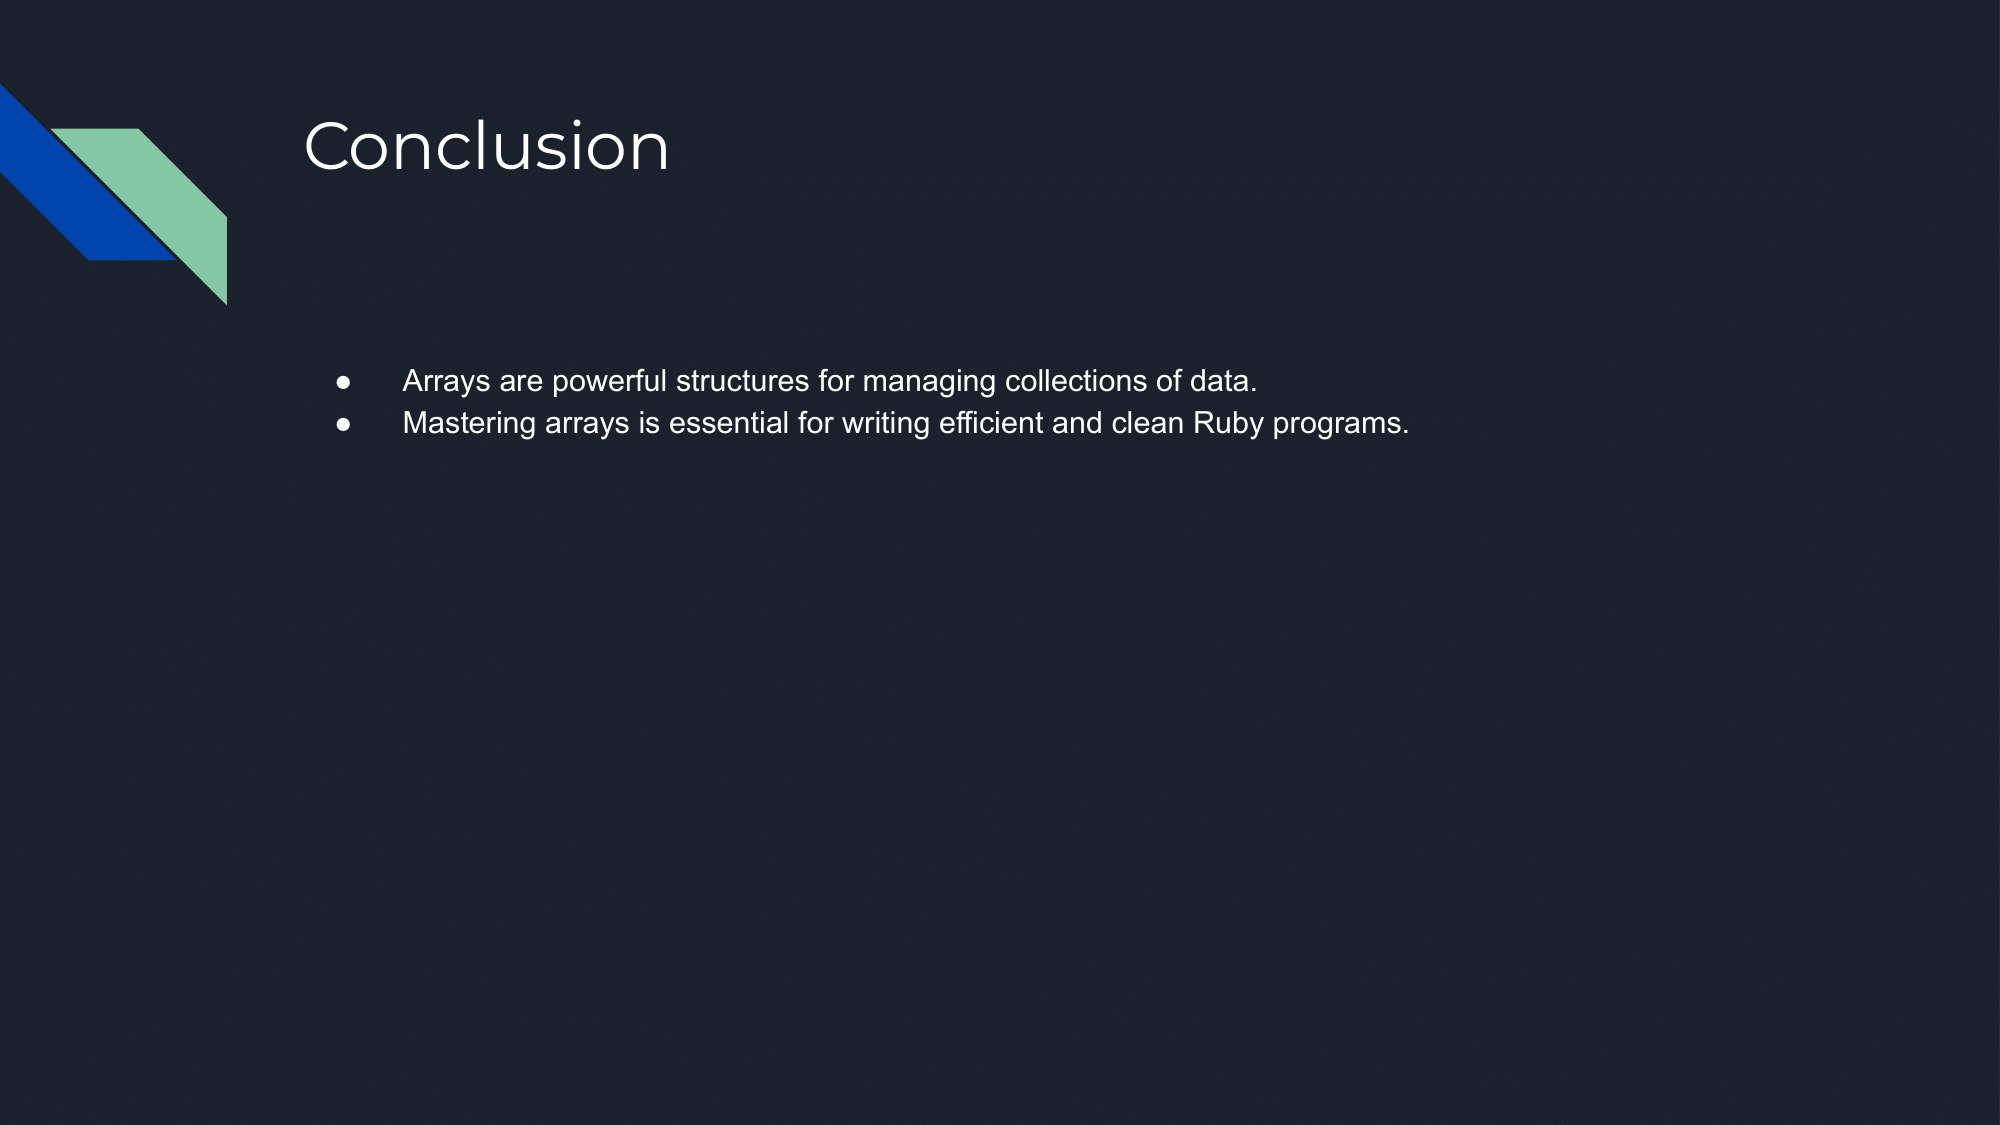 Conclusion
● Arrays are powerful structures for managing collections of data.
● Mastering arrays is essential for writing efficient and clean Ruby programs.